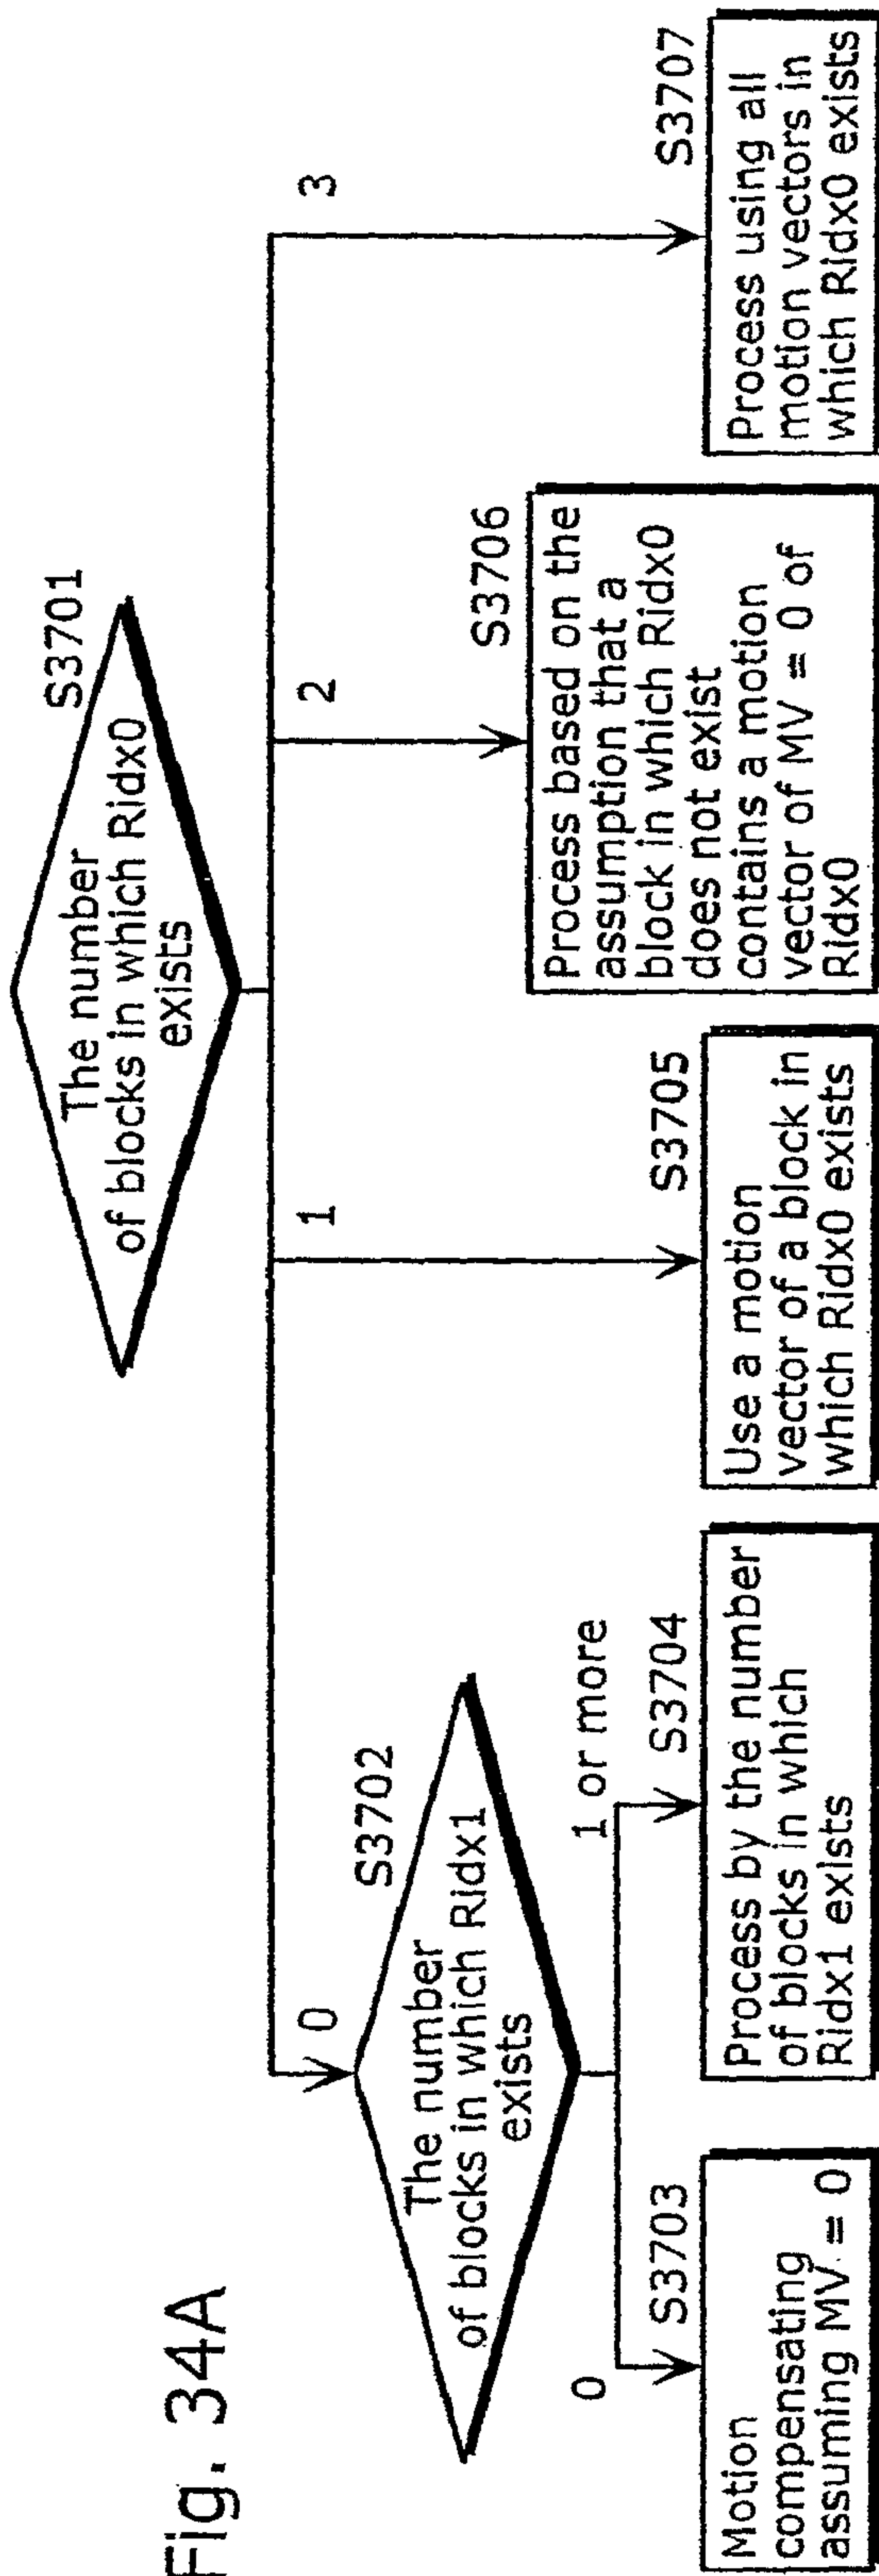 Fig. 34A
S3701
The number
of blocks in which Ridx0
exists
0
1
2
3
S3702
The number
of blocks in which Ridx1
exists
0
1 or more
S3703
Motion
compensating
assuming MV = 0
S3704
Process by the number
of blocks in which
Ridx1 exists
S3705
Use a motion
vector of a block in
which Ridx0 exists
S3706
Process based on the
assumption that a
block in which Ridx0
does not exist
contains a motion
vector of MV = 0 of
Ridx0
S3707
Process using all
motion vectors in
which Ridx0 exists